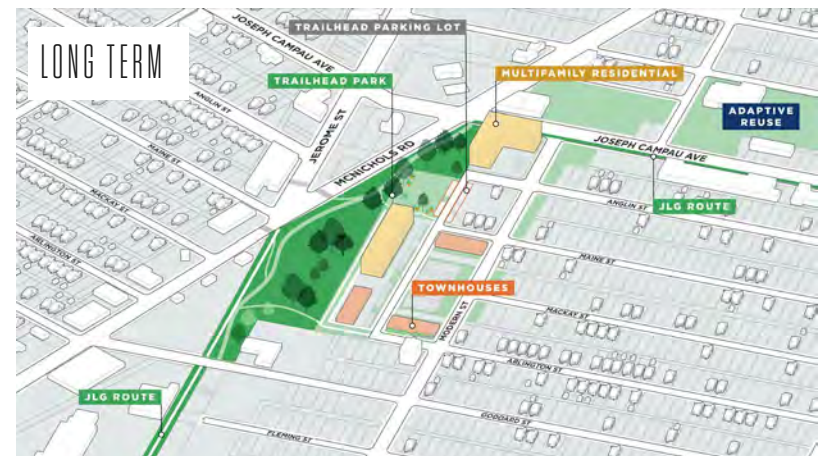 LONG TERM
JOSEPH CAMPAU AVE
TRAILHEAD PARKING LOT
TRAILHEAD PARK
MULTIFAMILY RESIDENTIAL
ANGLIN ST
JEROME ST
MCNICHOLS RD
ADAPTIVE
REUSE
JOSEPH CAMPAU AVE
MAINE ST
MACKAY ST
ARLINGTON ST
ANGLIN ST
JLG ROUTE
MAINE ST
TOWNHOUSES
MODERN ST
MACKAY ST
ARLINGTON ST
JLG ROUTE
GODDARD ST
FLEMING ST